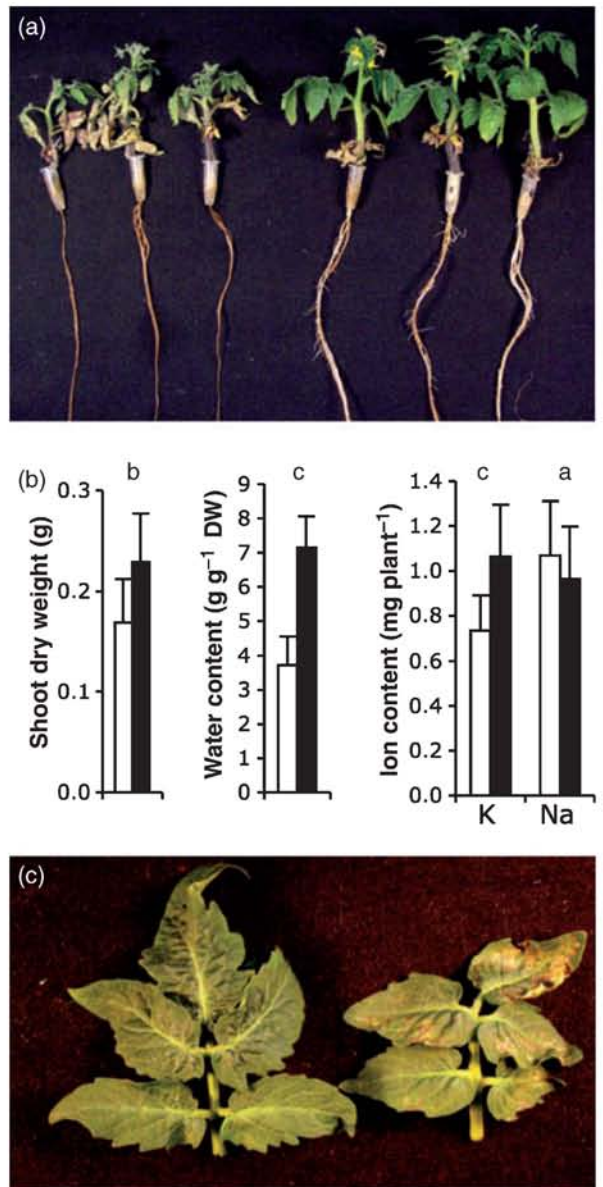 (a)
(b)
b
Shoot dry weight (g)
0.3
0.2
0.1
0.0
c
Water content (g g⁻¹ DW)
9
8
7
6
5
4
3
2
1
0
c
a
Ion content (mg plant⁻¹)
1.4
1.2
1.0
0.8
0.6
0.4
0.2
0.0
K
Na
(c)